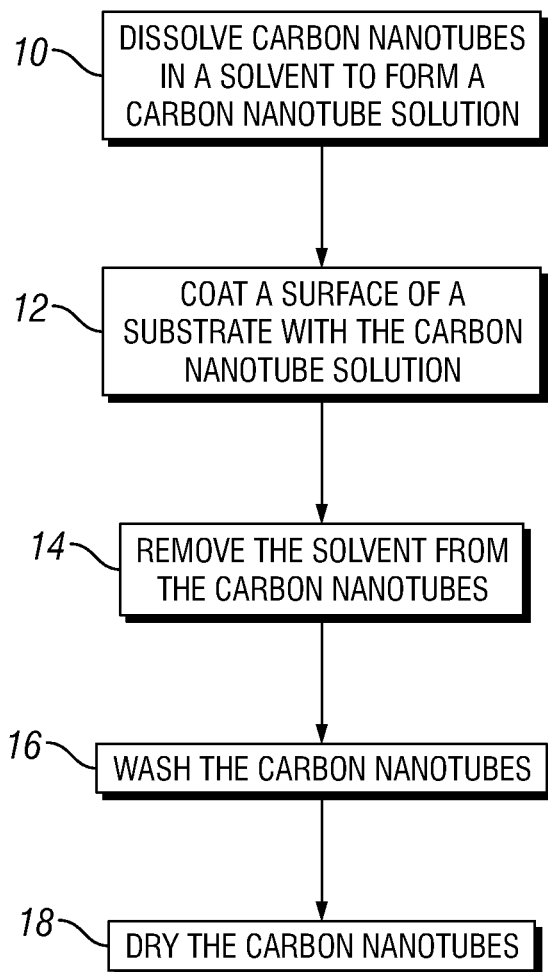 10
DISSOLVE CARBON NANOTUBES
IN A SOLVENT TO FORM A
CARBON NANOTUBE SOLUTION
12
COAT A SURFACE OF A
SUBSTRATE WITH THE CARBON
NANOTUBE SOLUTION
14
REMOVE THE SOLVENT FROM
THE CARBON NANOTUBES
16
WASH THE CARBON NANOTUBES
18
DRY THE CARBON NANOTUBES